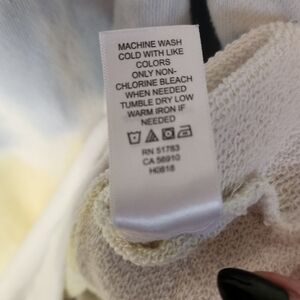 MACHINE WASH
COLD WITH LIKE
COLORS
ONLY NON-
CHLORINE BLEACH
WHEN NEEDED
TUMBLE DRY LOW
WARM IRON IF
NEEDED
RN 51783
CA 56910
H0818